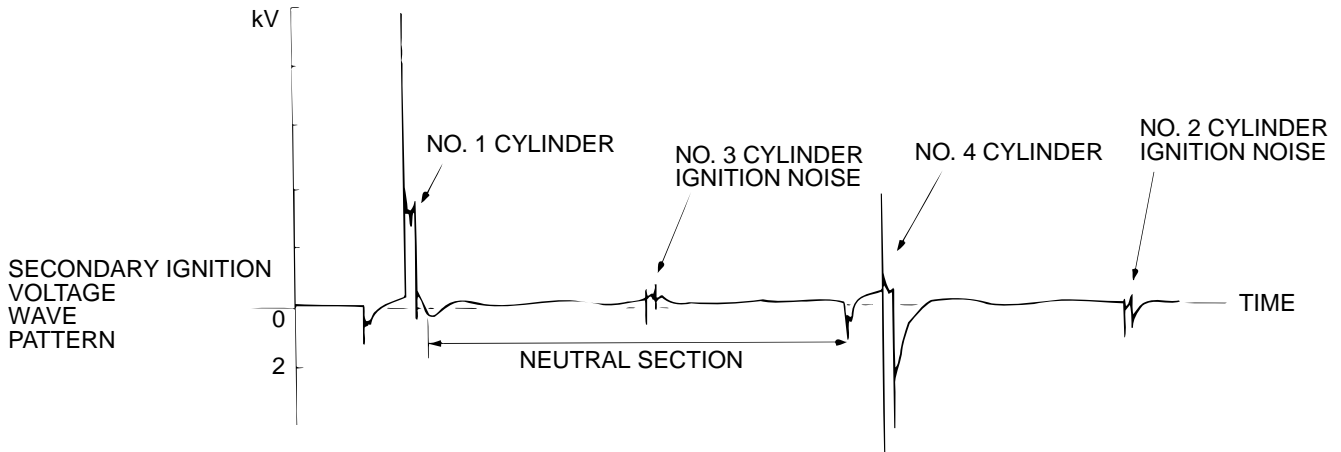 kV
NO. 1 CYLINDER
NO. 3 CYLINDER
IGNITION NOISE
NO. 4 CYLINDER
NO. 2 CYLINDER
IGNITION NOISE
SECONDARY IGNITION
VOLTAGE
WAVE
PATTERN
0
2
NEUTRAL SECTION
TIME